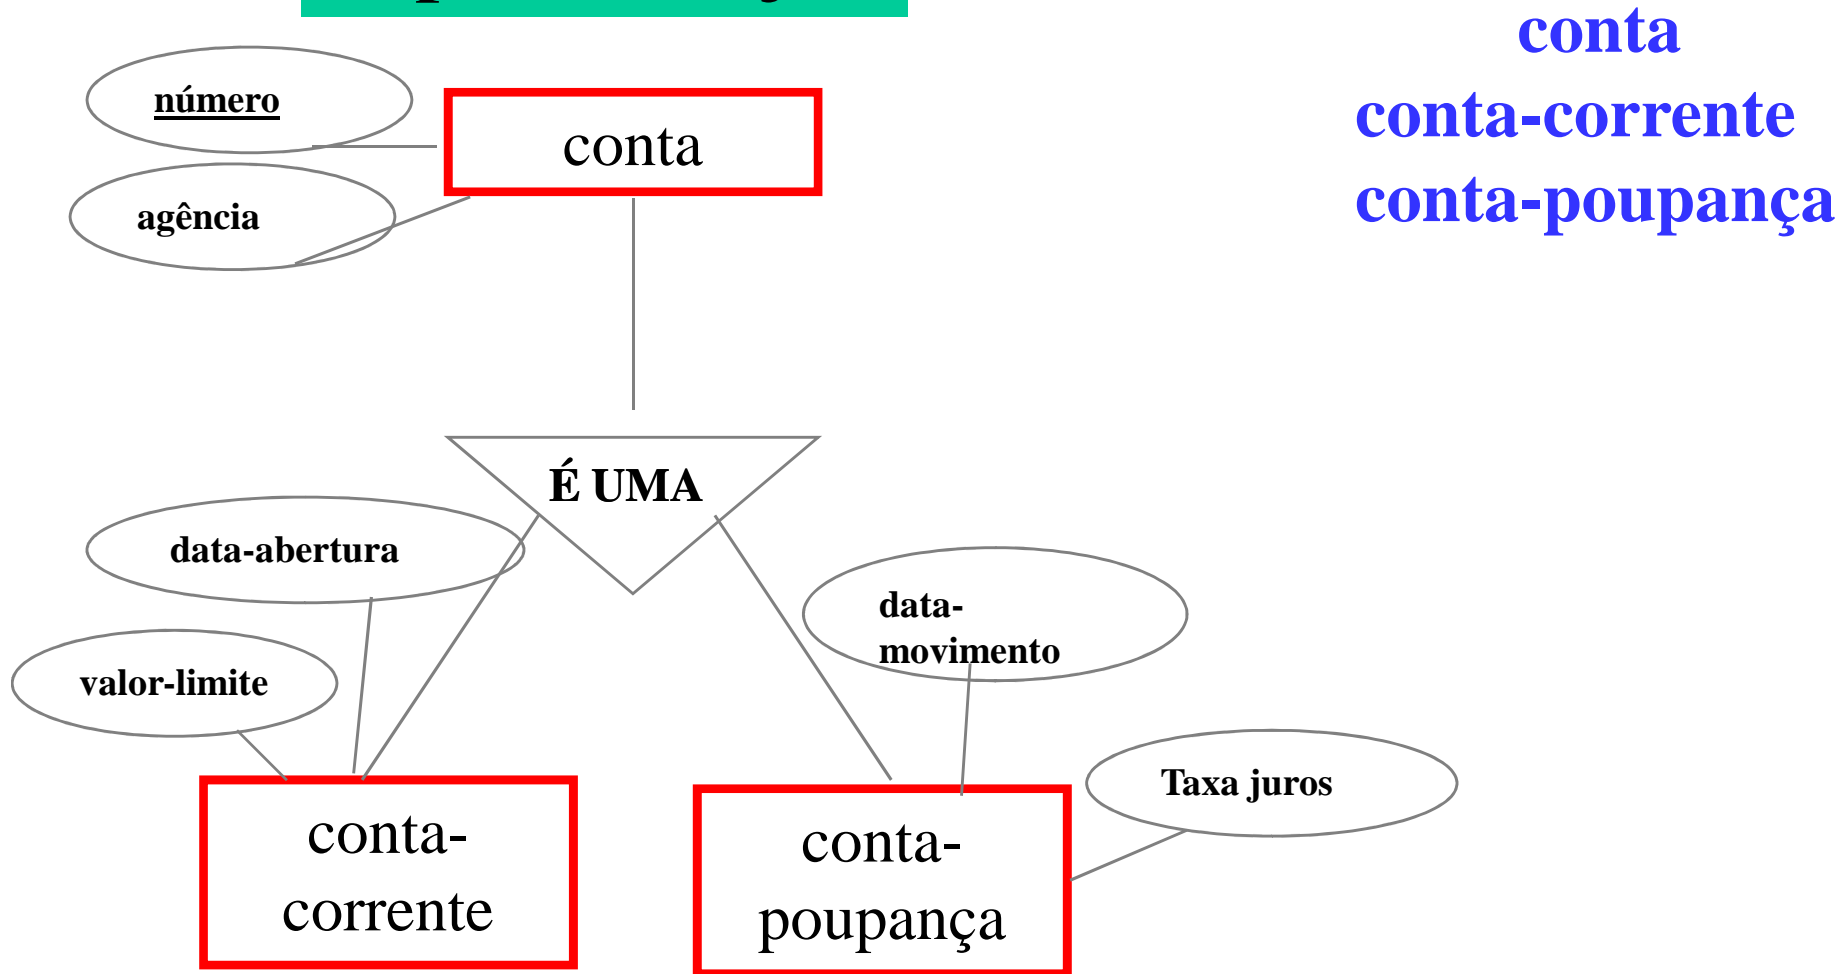 conta
conta-corrente
conta-poupança
número
conta
agência
É UMA
data-abertura
data-
movimento
valor-limite
Taxa juros
conta-
corrente
conta-
poupança